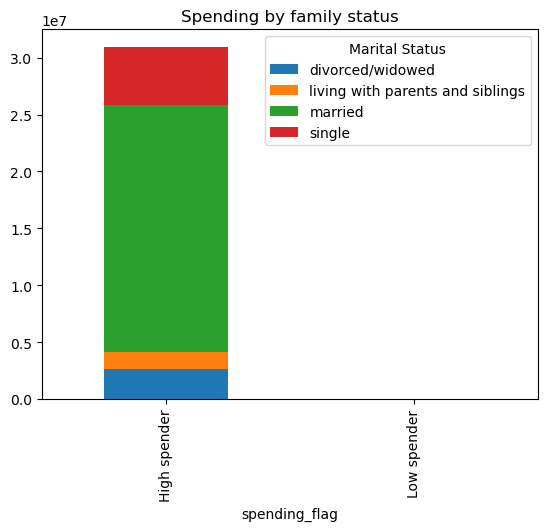 Spending by family status
1e7
3.0
2.5
2.0
1.5
1.0
0.5
0.0
Marital Status
divorced/widowed
living with parents and siblings
married
single
High spender
Low spender
spending_flag